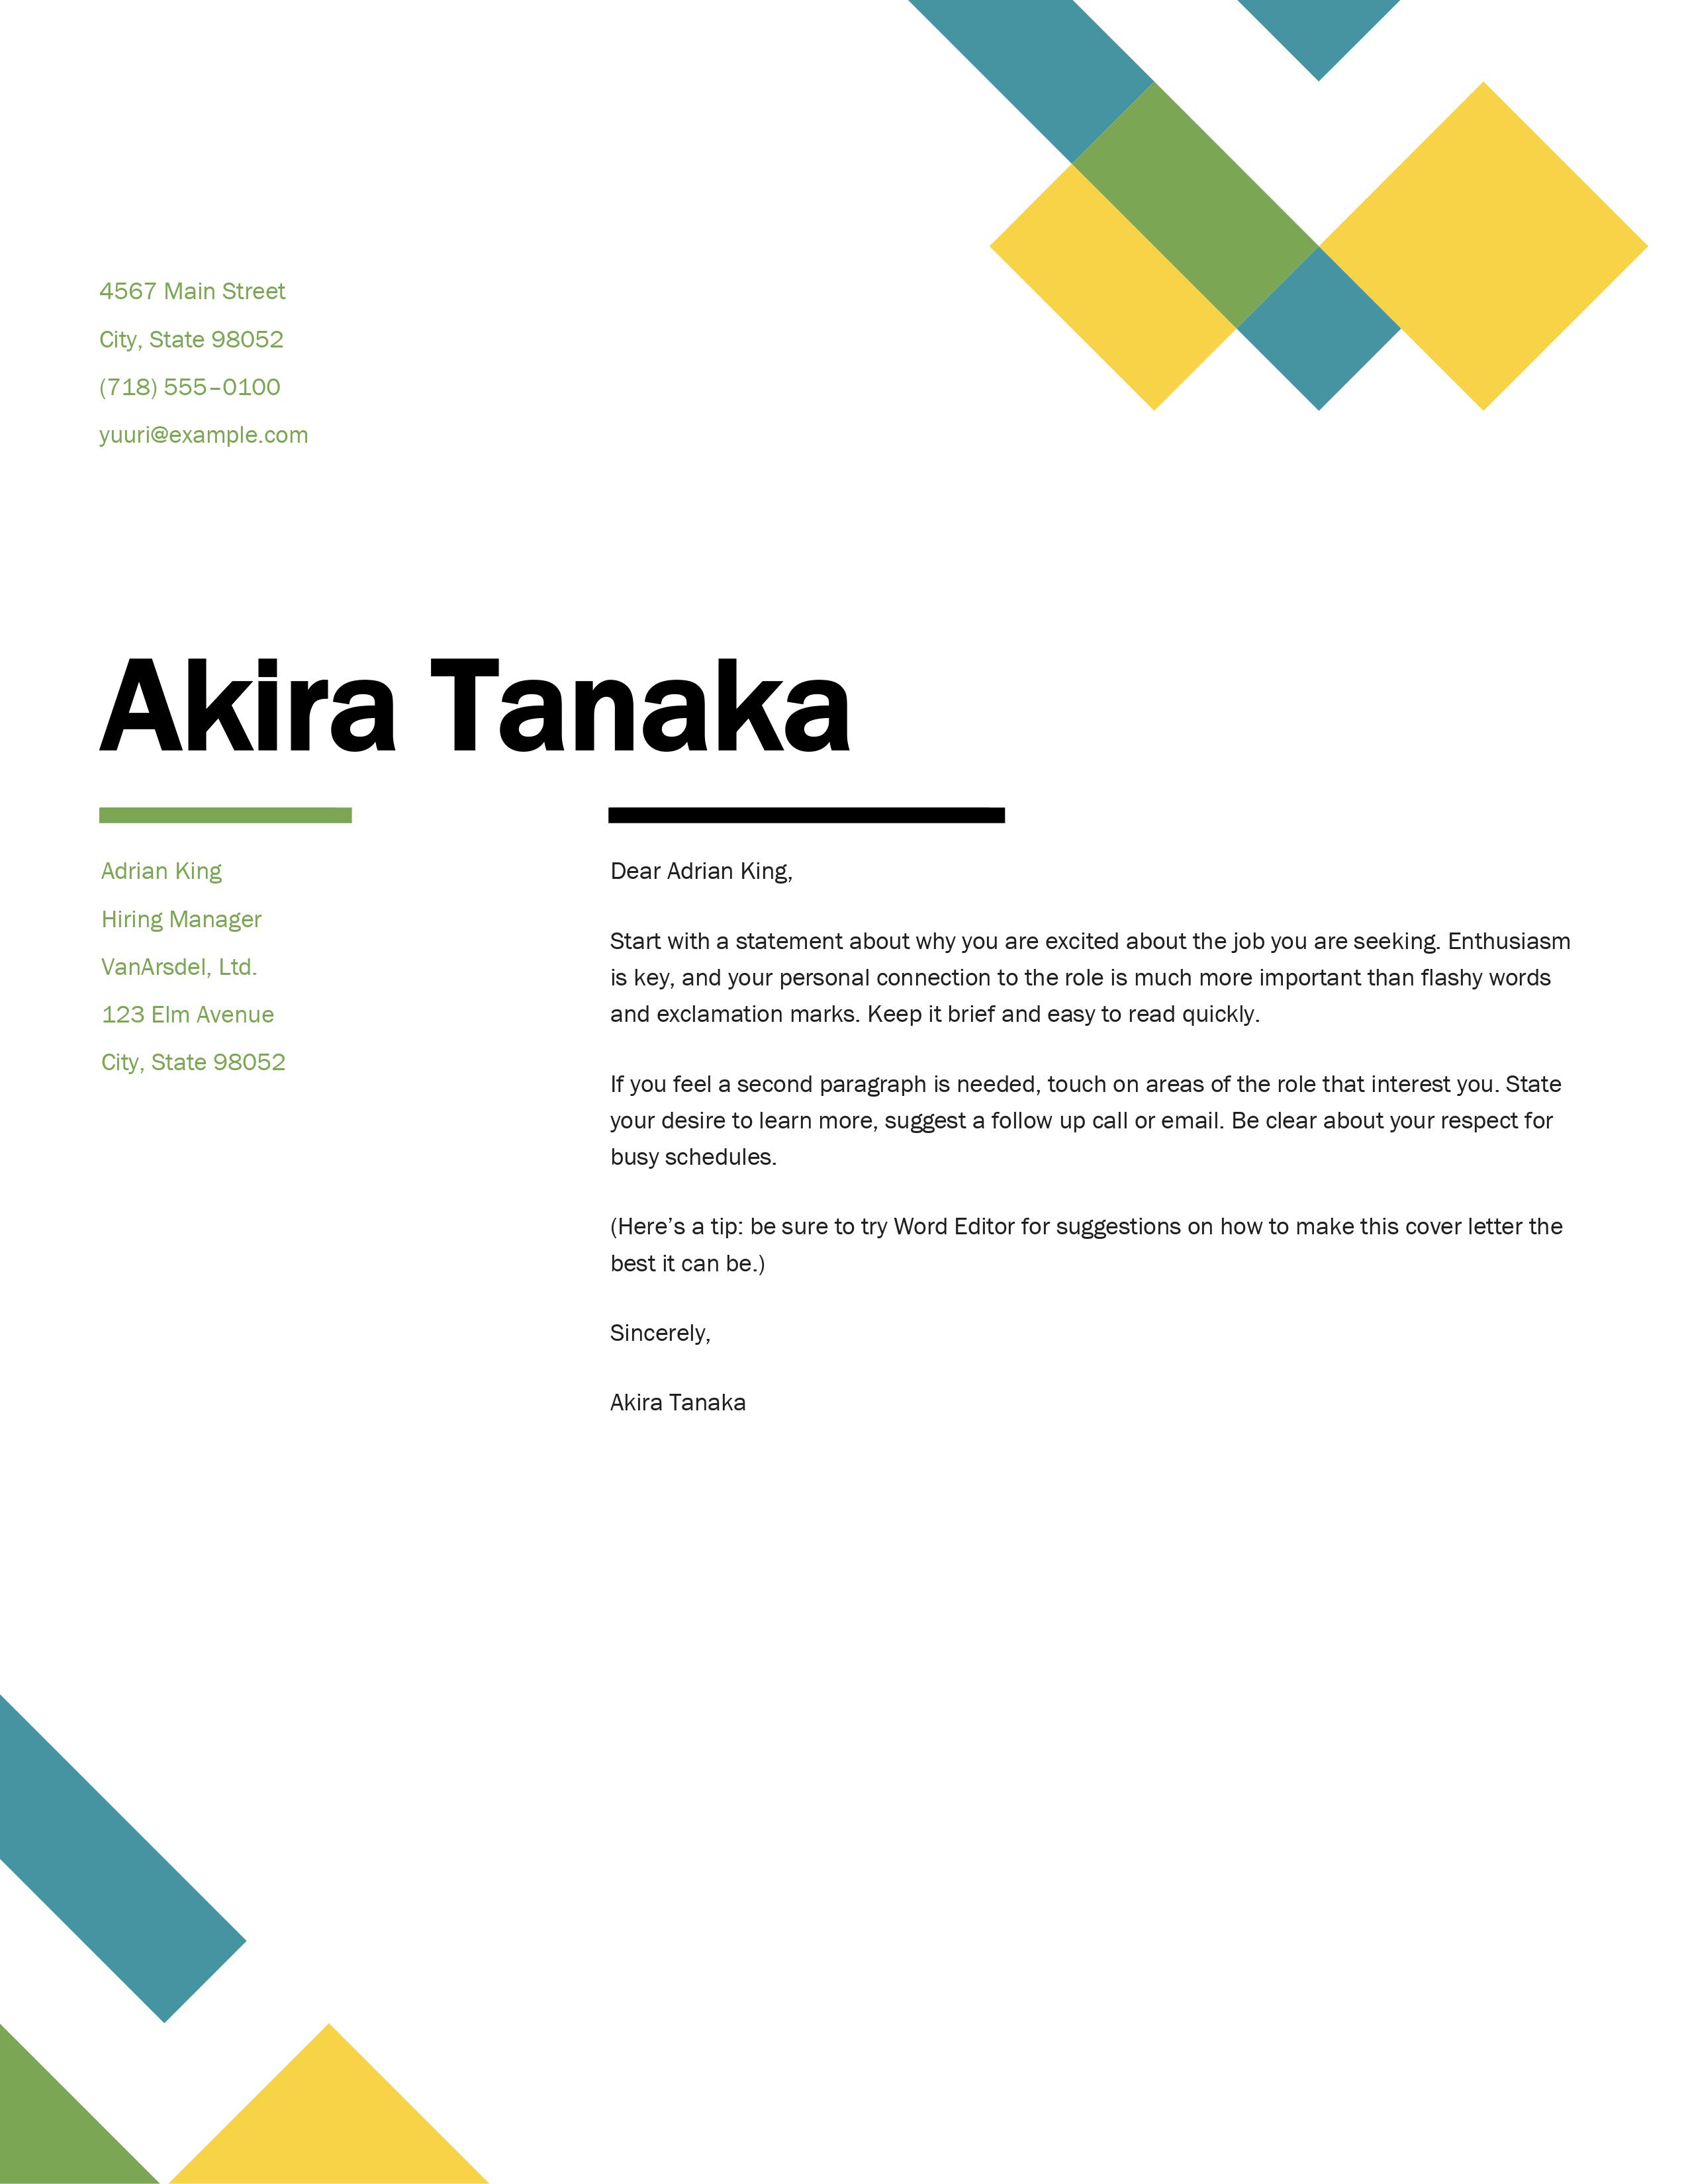 4567 Main Street
City, State 98052
(718) 555–0100
yuuri@example.com
Akira Tanaka
Adrian King
Hiring Manager
VanArsdel, Ltd.
123 Elm Avenue
City, State 98052
Dear Adrian King,
Start with a statement about why you are excited about the job you are seeking. Enthusiasm
is key, and your personal connection to the role is much more important than flashy words
and exclamation marks. Keep it brief and easy to read quickly.
If you feel a second paragraph is needed, touch on areas of the role that interest you. State
your desire to learn more, suggest a follow up call or email. Be clear about your respect for
busy schedules.
(Here’s a tip: be sure to try Word Editor for suggestions on how to make this cover letter the
best it can be.)
Sincerely,
Akira Tanaka